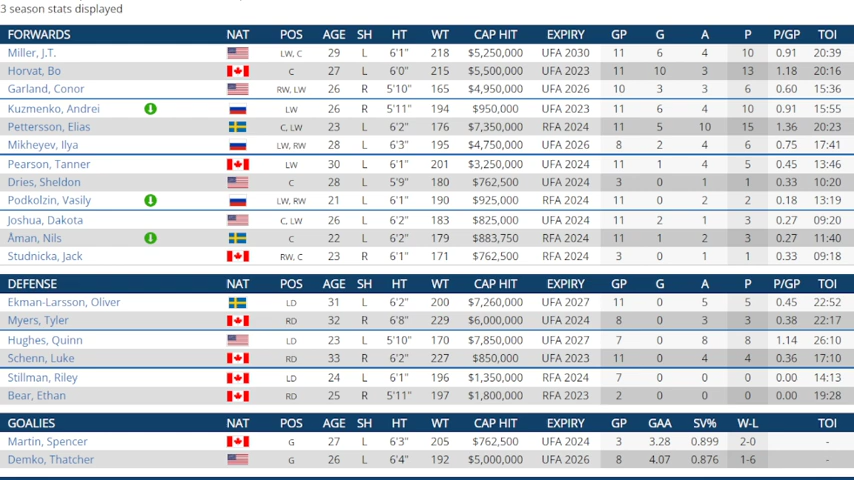 3 season stats displayed
FORWARDS NAT POS AGE SH HT WT CAP HIT EXPIRY GP G A P P/GP TOI
Miller, J.T. LW, C 29 L 6'1" 218 $5,250,000 UFA 2030 11 6 4 10 0.91 20:39
Horvat, Bo C 27 L 6'0" 215 $5,500,000 UFA 2023 11 10 3 13 1.18 20:16
Garland, Conor RW, LW 26 R 5'10" 165 $4,950,000 UFA 2026 10 3 3 6 0.60 15:36
Kuzmenko, Andrei LW 26 R 5'11" 194 $950,000 UFA 2023 11 6 4 10 0.91 15:55
Pettersson, Elias C, LW 23 L 6'2" 176 $7,350,000 RFA 2024 11 5 10 15 1.36 20:23
Mikheyev, Ilya LW, RW 28 L 6'3" 195 $4,750,000 UFA 2026 8 2 4 6 0.75 17:41
Pearson, Tanner LW 30 L 6'1" 201 $3,250,000 UFA 2024 11 1 4 5 0.45 13:46
Dries, Sheldon C 28 L 5'9" 180 $762,500 UFA 2024 3 0 1 1 0.33 10:20
Podkolzin, Vasily LW, RW 21 L 6'1" 190 $925,000 RFA 2024 11 0 2 2 0.18 13:19
Joshua, Dakota C, LW 26 L 6'2" 183 $825,000 UFA 2024 11 2 1 3 0.27 09:20
Åman, Nils C 22 L 6'2" 179 $883,750 RFA 2024 11 1 2 3 0.27 11:40
Studnicka, Jack RW, C 23 R 6'1" 171 $762,500 RFA 2024 3 0 1 1 0.33 09:18
DEFENSE NAT POS AGE SH HT WT CAP HIT EXPIRY GP G A P P/GP TOI
Ekman-Larsson, Oliver LD 31 L 6'2" 200 $7,260,000 UFA 2027 11 0 5 5 0.45 22:52
Myers, Tyler RD 32 R 6'8" 229 $6,000,000 UFA 2024 8 0 3 3 0.38 22:17
Hughes, Quinn LD 23 L 5'10" 170 $7,850,000 UFA 2027 7 0 8 8 1.14 26:10
Schenn, Luke RD 33 R 6'2" 227 $850,000 UFA 2023 11 0 4 4 0.36 17:10
Stillman, Riley LD 24 L 6'1" 196 $1,350,000 RFA 2024 7 0 0 0 0.00 14:13
Bear, Ethan RD 25 R 5'11" 197 $1,800,000 RFA 2023 2 0 0 0 0.00 19:28
GOALIES NAT POS AGE SH HT WT CAP HIT EXPIRY GP GAA SV% W-L TOI
Martin, Spencer G 27 L 6'3" 205 $762,500 UFA 2024 3 3.28 0.899 2-0 -
Demko, Thatcher G 26 L 6'4" 192 $5,000,000 UFA 2026 8 4.07 0.876 1-6 -